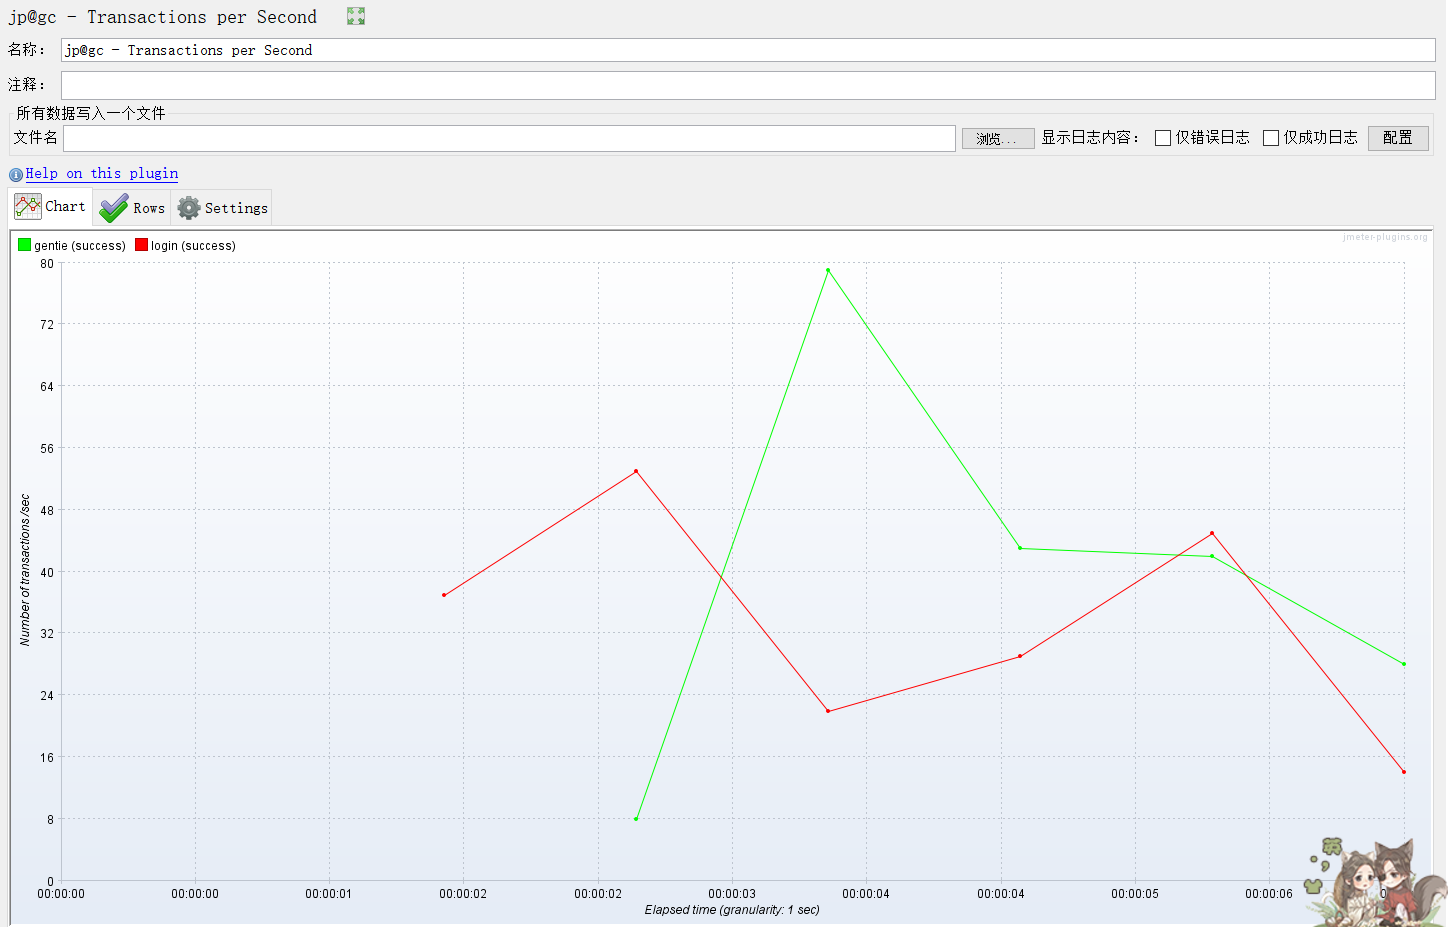 jp@gc - Transactions per Second
名称： jp@gc - Transactions per Second
注释：
所有数据写入一个文件
文件名 浏览... 显示日志内容： 仅错误日志 仅成功日志 配置
Help on this plugin
Chart Rows Settings
gentie (success) login (success)
jmeter-plugins.org
80
72
64
56
48
40
32
24
16
8
0
Number of transactions /sec
00:00:00 00:00:00 00:00:01 00:00:02 00:00:02 00:00:03 00:00:04 00:00:04 00:00:05 00:00:06
Elapsed time (granularity: 1 sec)
英